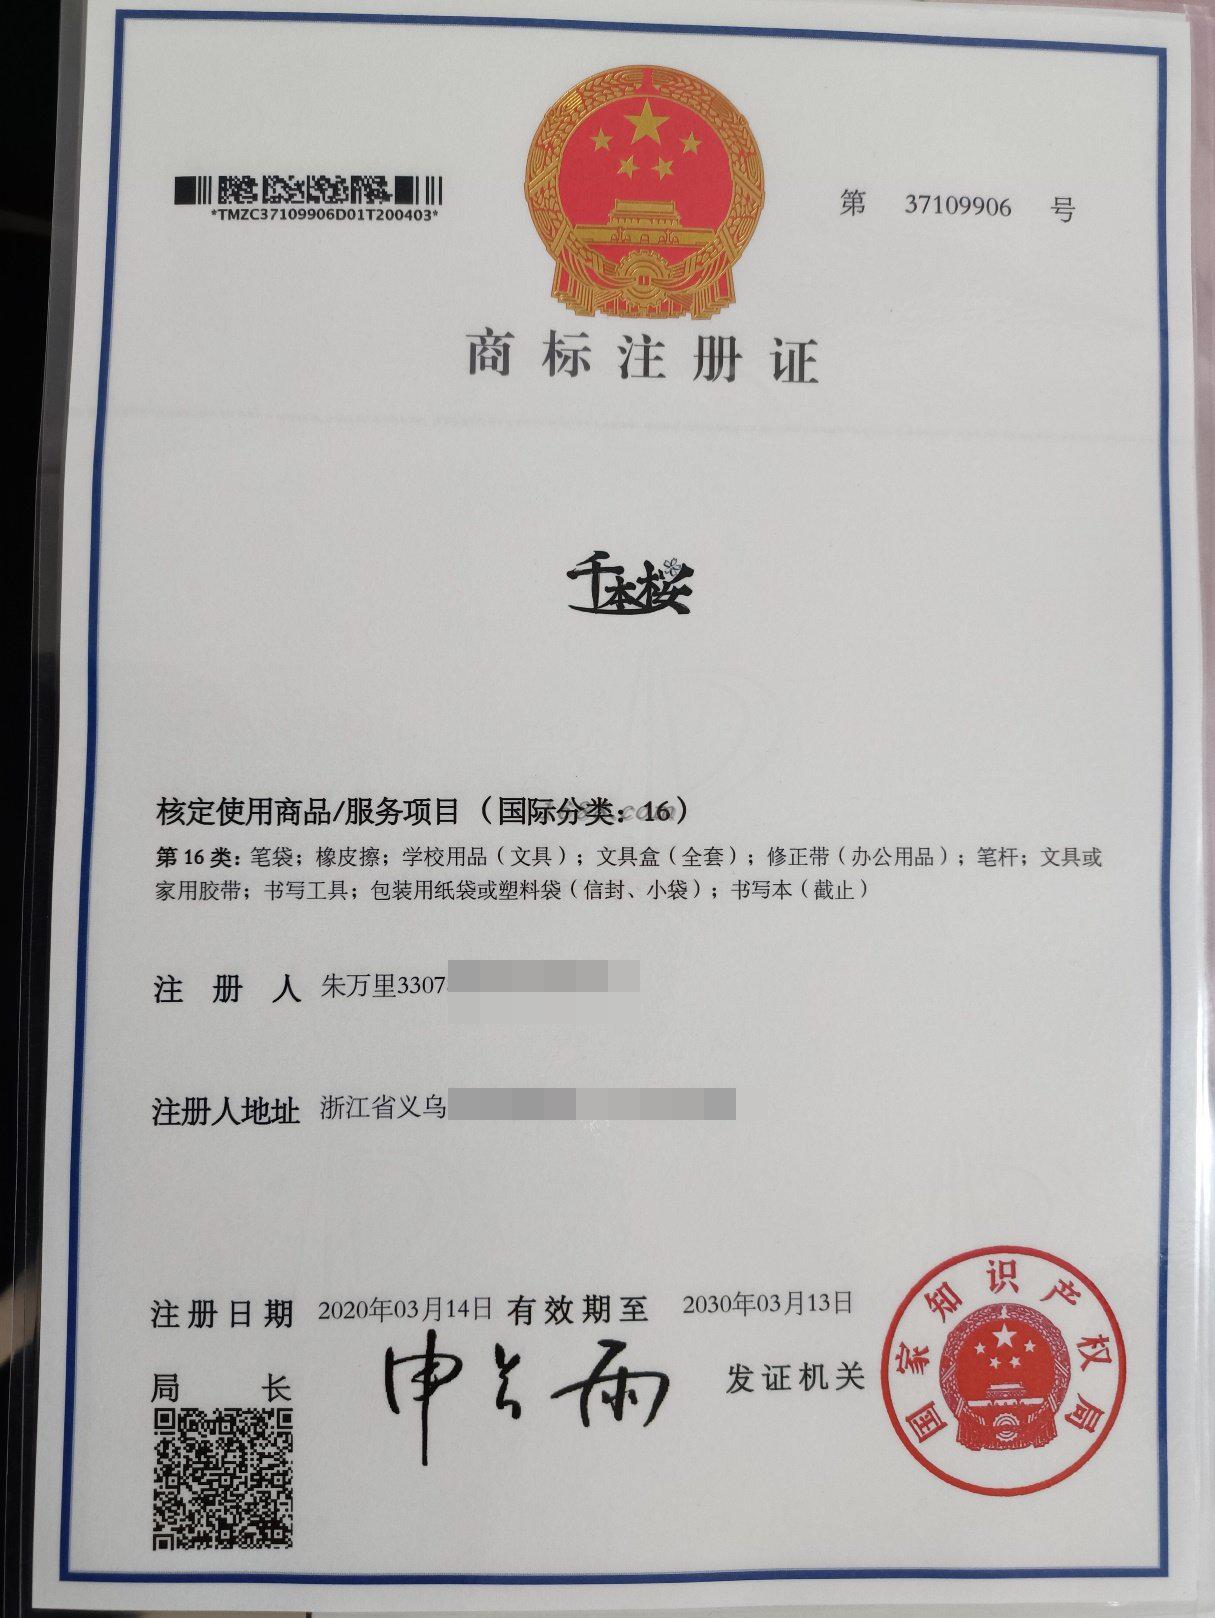 *TMZC37109906D01T200403*
第 37109906 号
商标注册证
千本桜
核定使用商品/服务项目（国际分类：16）
第 16 类：笔袋；橡皮擦；学校用品（文具）；文具盒（全套）；修正带（办公用品）；笔杆；文具或
家用胶带；书写工具；包装用纸袋或塑料袋（信封、小袋）；书写本（截止）
注 册 人 朱万里3307
注册人地址 浙江省义乌
注册日期 2020年03月14日 有效期至 2030年03月13日
局 长 申长雨 发证机关
国家知识产权局